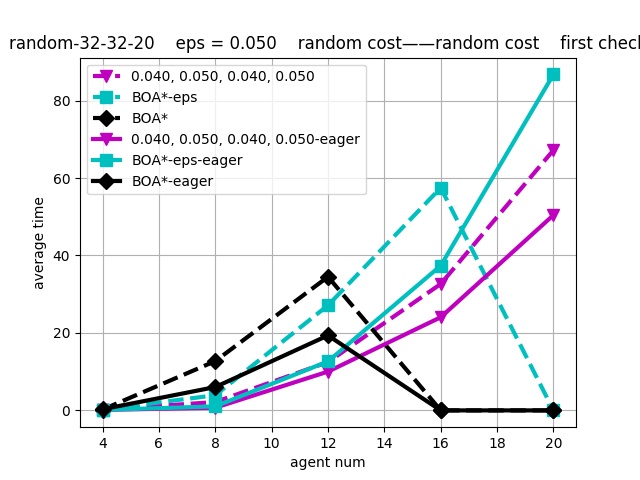 random-32-32-20    eps = 0.050    random cost——random cost    first check
0.040, 0.050, 0.040, 0.050
BOA*-eps
BOA*
0.040, 0.050, 0.040, 0.050-eager
BOA*-eps-eager
BOA*-eager
average time
80
60
40
20
0
4 6 8 10 12 14 16 18 20
agent num